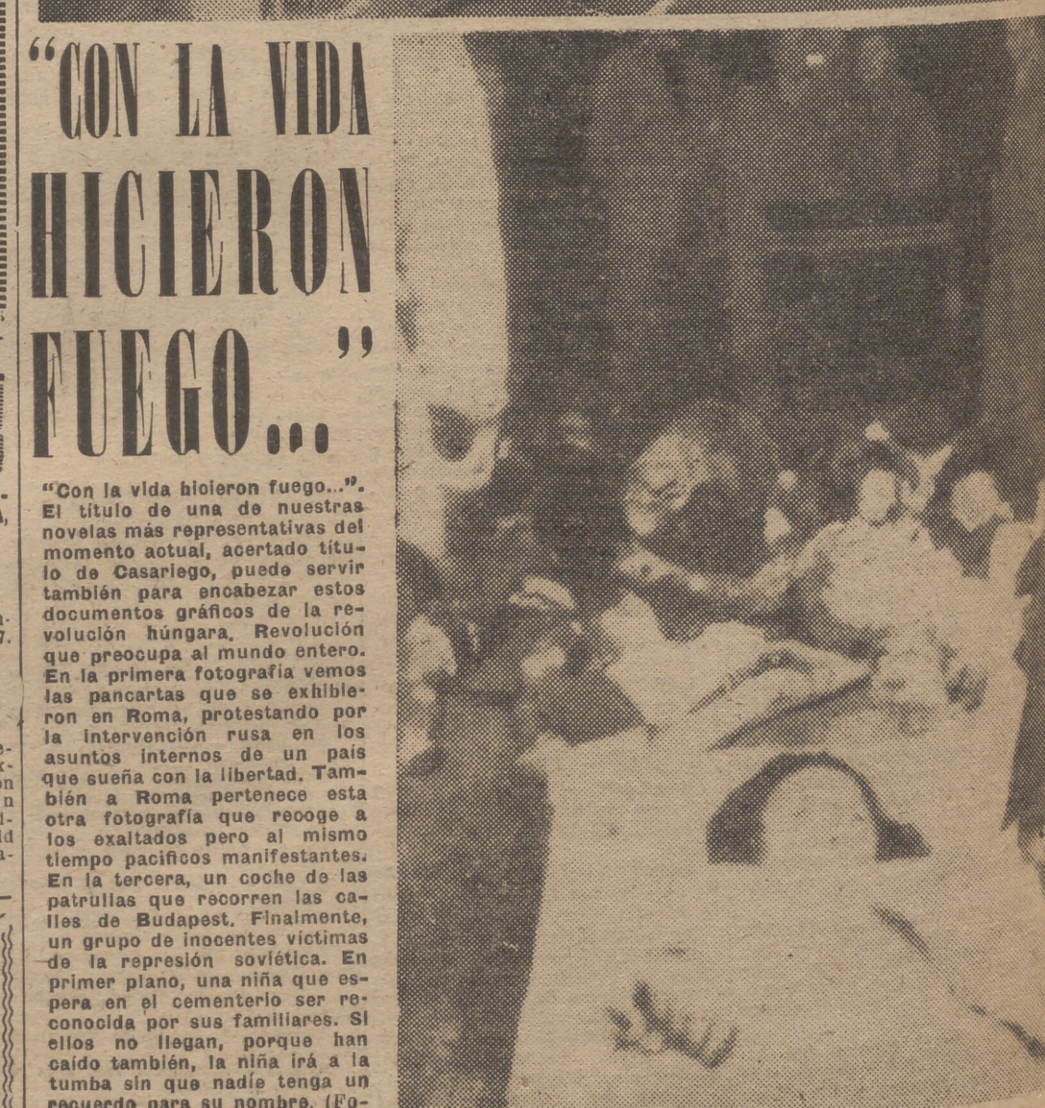 “CON LA VIDA
HICIERON
FUEGO...”
“Con la vida hicieron fuego...”.
El título de una de nuestras
novelas más representativas del
momento actual, acertado títu-
lo de Casariego, puede servir
también para encabezar estos
documentos gráficos de la re-
volución húngara. Revolución
que preocupa al mundo entero.
En la primera fotografía vemos
las pancartas que se exhibie-
ron en Roma, protestando por
la intervención rusa en los
asuntos internos de un país
que sueña con la libertad. Tam-
bién a Roma pertenece esta
otra fotografía que recoge a
los exaltados pero al mismo
tiempo pacíficos manifestantes.
En la tercera, un coche de las
patrullas que recorren las ca-
lles de Budapest. Finalmente,
un grupo de inocentes víctimas
de la represión soviética. En
primer plano, una niña que es-
pera en el cementerio ser re-
conocida por sus familiares. Si
ellos no llegan, porque han
caído también, la niña irá a la
tumba sin que nadie tenga un
recuerdo para su nombre. (Fo-